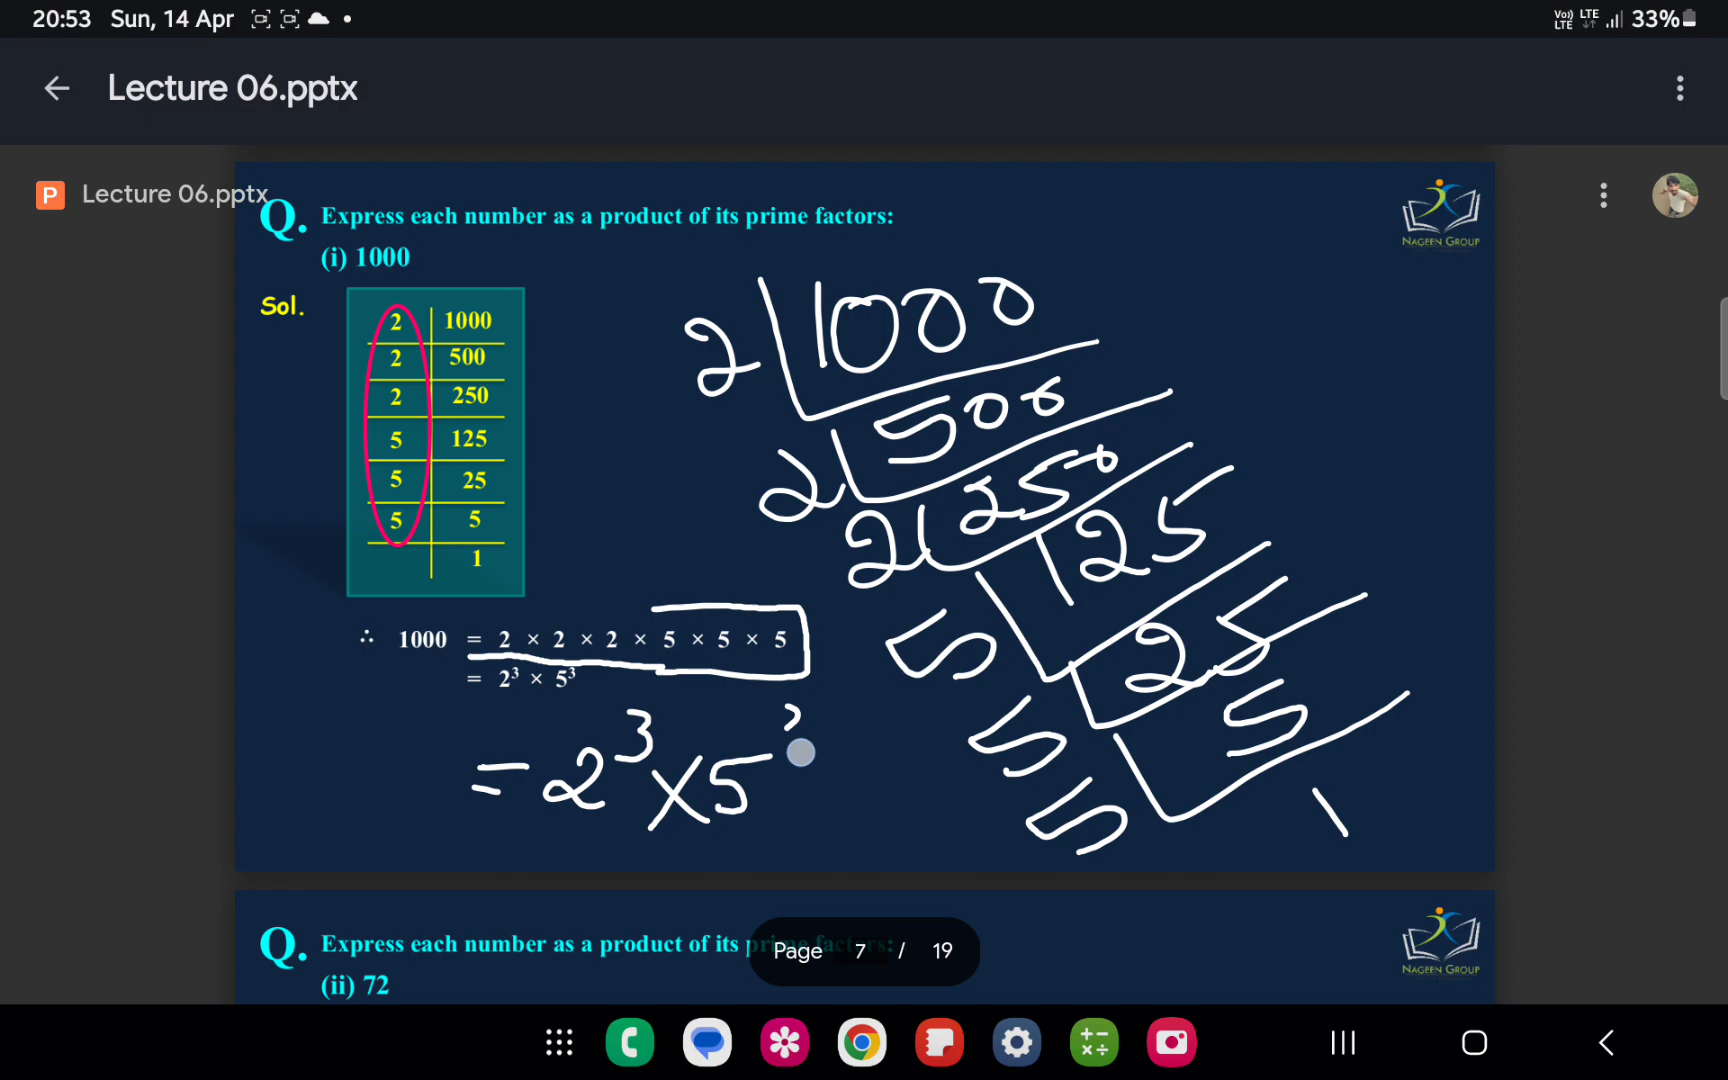 20:53 Sun, 14 Apr
Vo) LTE LTE 33%
Lecture 06.pptx
P Lecture 06.pptx
Q. Express each number as a product of its prime factors:
(i) 1000
NAGEEN GROUP
Sol.
2 1000
2 500
2 250
5 125
5 25
5 5
1
∴ 1000 = 2 × 2 × 2 × 5 × 5 × 5
= 2³ × 5³
= 2³ × 5
2 1000
2 500
2 250
5 125
5 25
5 5
1
Q. Express each number as a product of its prime factors:
(ii) 72
NAGEEN GROUP
Page 7 / 19